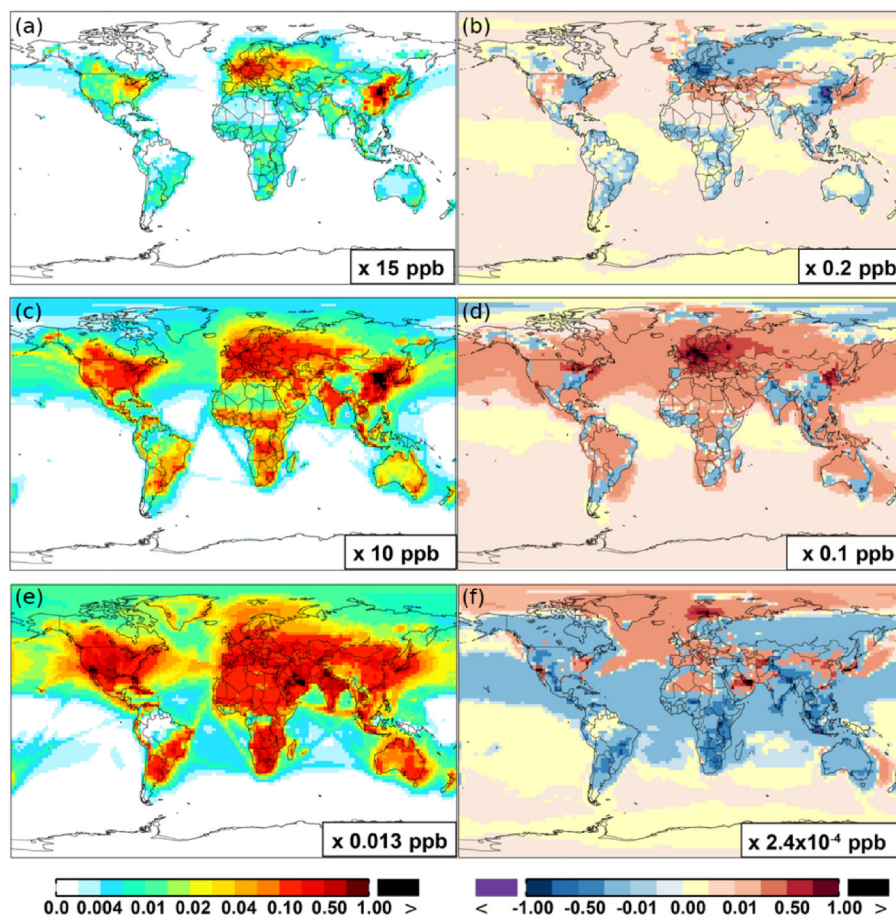 (a)
(b)
x 15 ppb
x 0.2 ppb
(c)
(d)
x 10 ppb
x 0.1 ppb
(e)
(f)
x 0.013 ppb
x 2.4x10⁻⁴ ppb
0.0 0.004 0.01 0.02 0.04 0.10 0.50 1.00 >
< -1.00 -0.50 -0.01 0.00 0.01 0.50 1.00 >